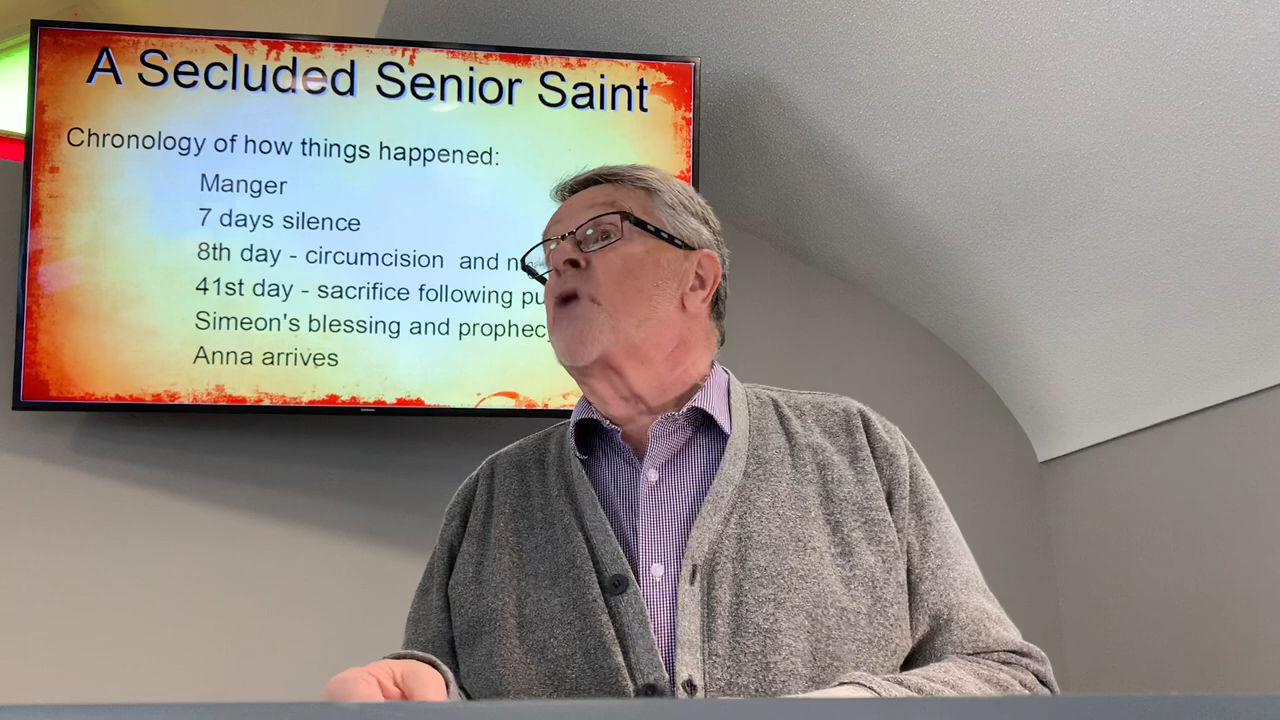 A Secluded Senior Saint
Chronology of how things happened:
Manger
7 days silence
8th day - circumcision and
41st day - sacrifice following
Simeon's blessing and
Anna arrives